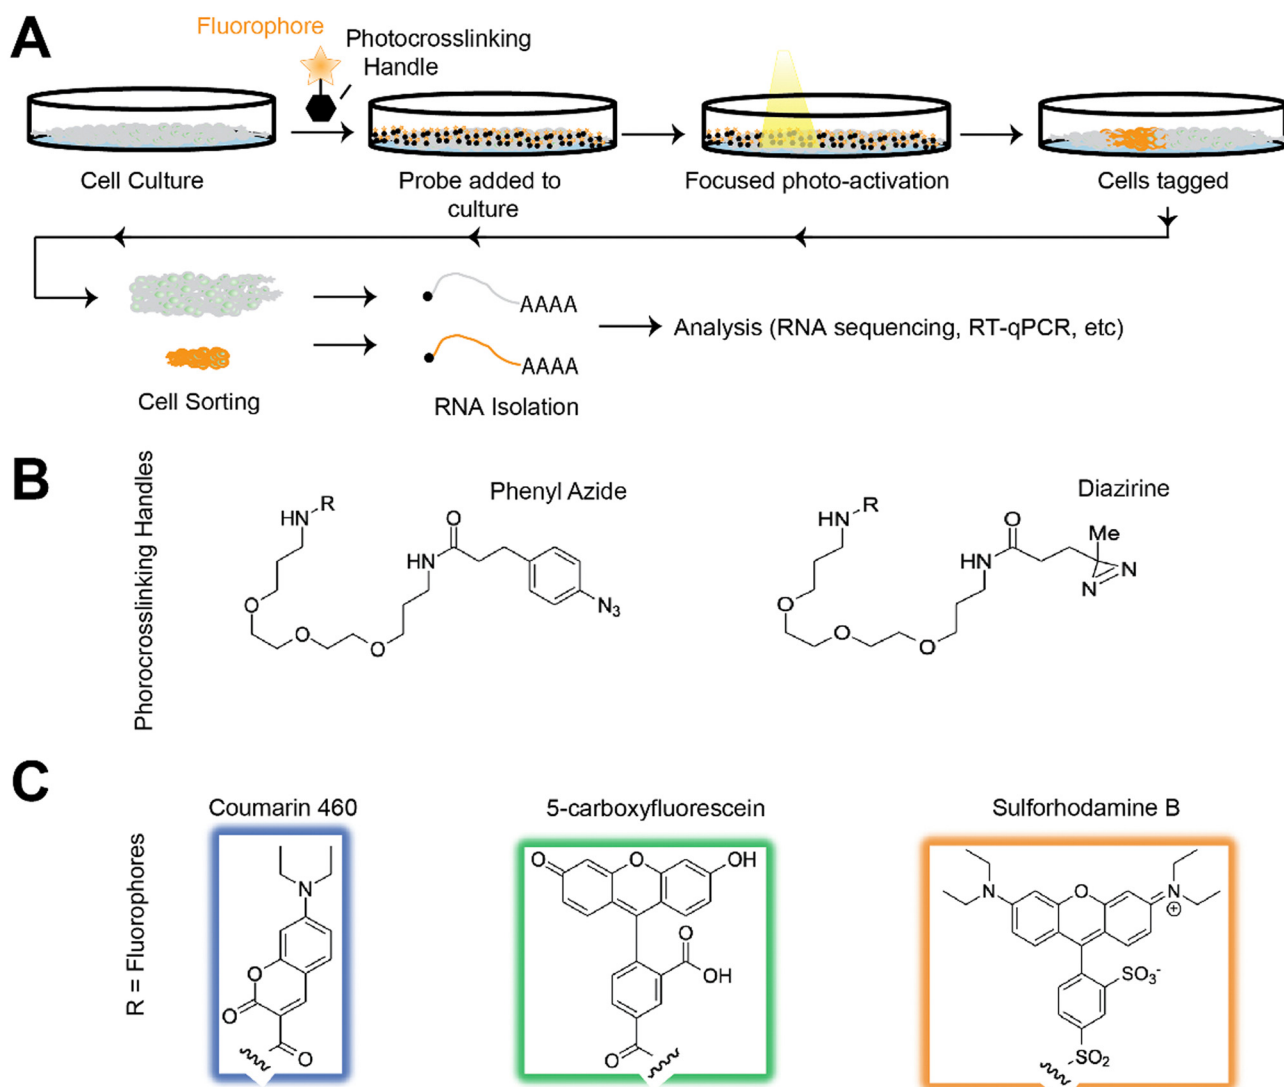 A
Fluorophore
Photocrosslinking
Handle
Cell Culture
Probe added to
culture
Focused photo-activation
Cells tagged
AAAA
AAAA
Analysis (RNA sequencing, RT-qPCR, etc)
Cell Sorting
RNA Isolation
B
Phorocrosslinking Handles
Phenyl Azide
HN
R
O
HN
O
O
O
N3
Diazirine
HN
R
O
HN
Me
N
N
O
O
O
C
R = Fluorophores
Coumarin 460
N
O
O
O
5-carboxyfluorescein
O
O
OH
O
OH
O
Sulforhodamine B
N
O
N
⊕
SO3-
SO2